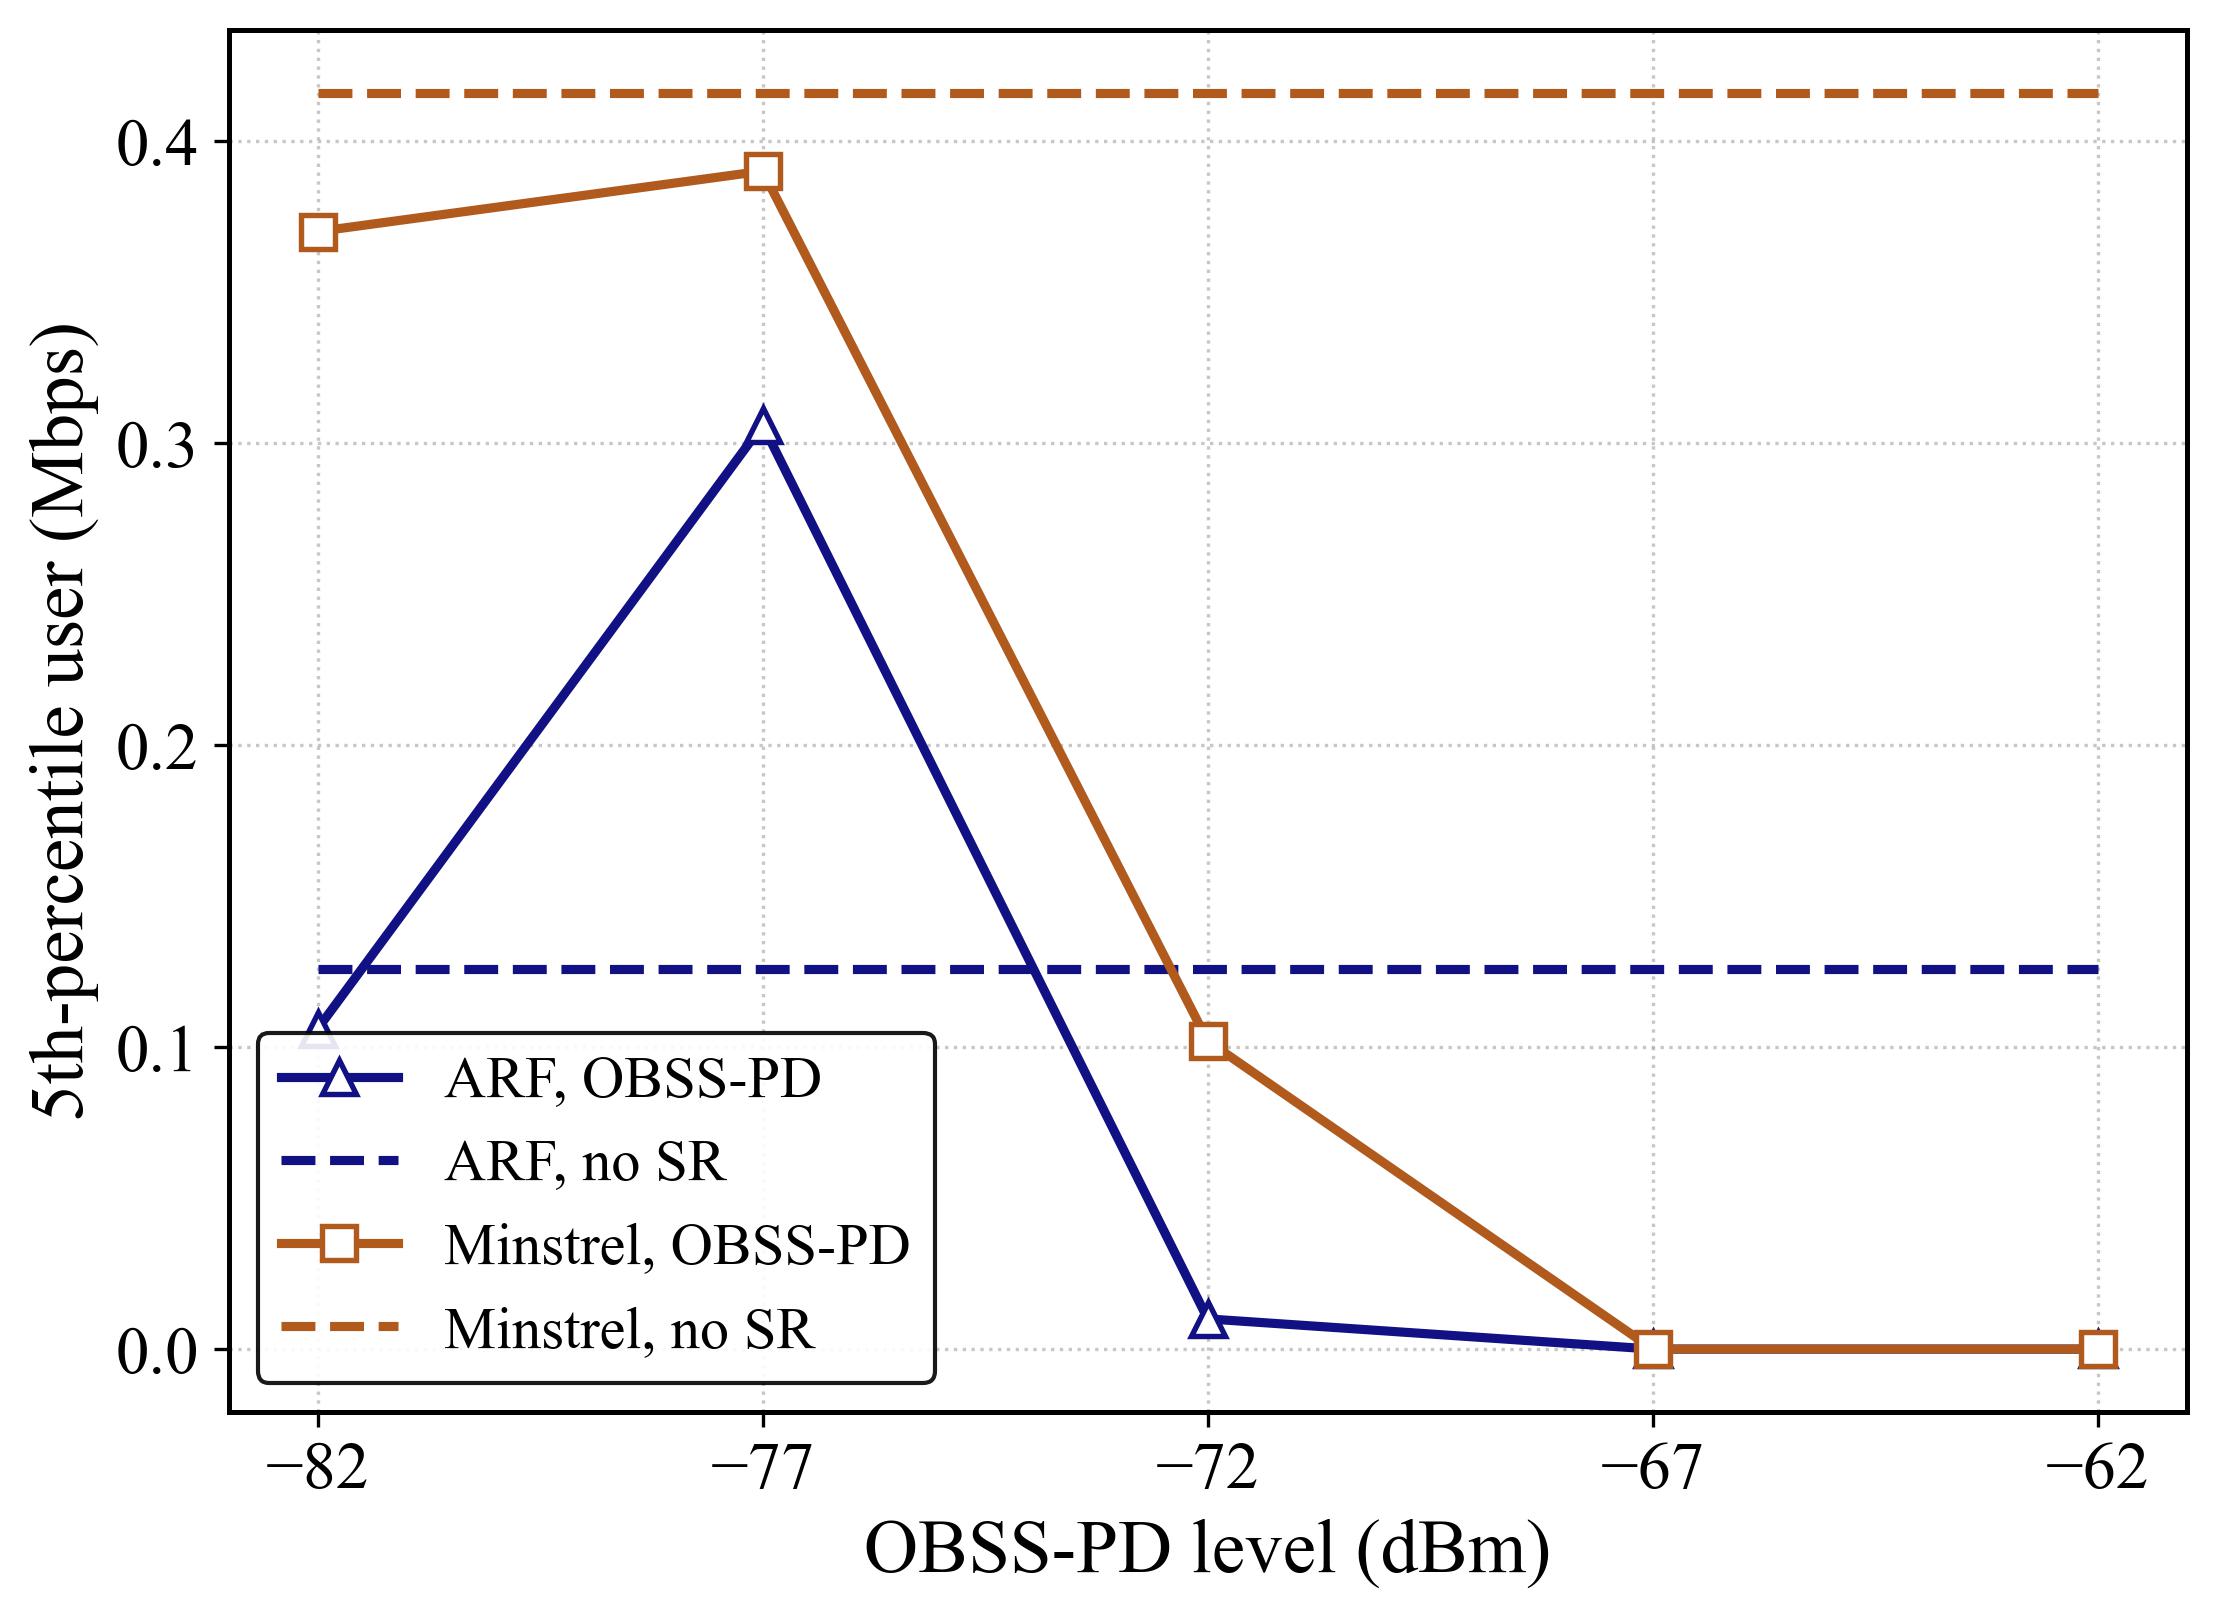 5th-percentile user (Mbps)
0.4
0.3
0.2
0.1
0.0
ARF, OBSS-PD
ARF, no SR
Minstrel, OBSS-PD
Minstrel, no SR
−82 −77 −72 −67 −62
OBSS-PD level (dBm)